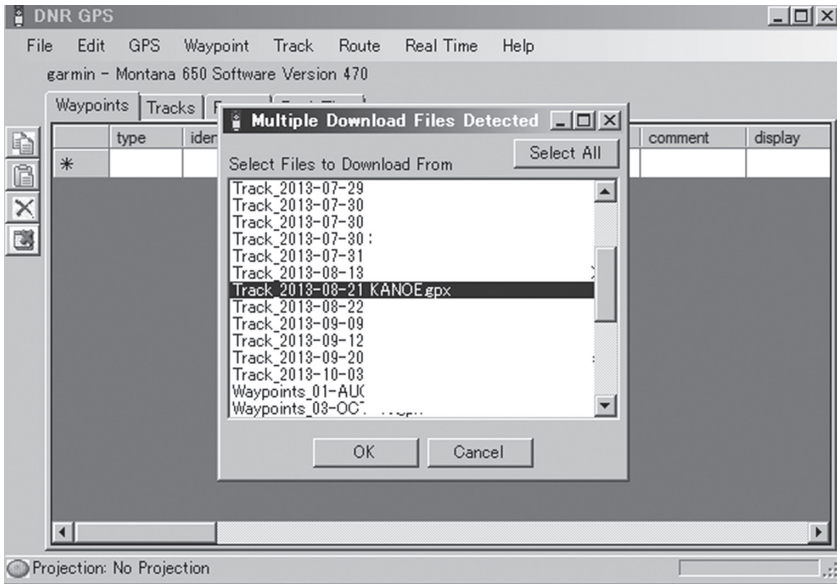 DNR GPS
File Edit GPS Waypoint Track Route Real Time Help
garmin - Montana 650 Software Version 470
Waypoints Tracks
type comment display
*
Multiple Download Files Detected
Select Files to Download From
Select All
Track_2013-07-29
Track_2013-07-30
Track_2013-07-30
Track_2013-07-30 :
Track_2013-07-31
Track_2013-08-13
Track_2013-08-21 KANOE.gpx
Track_2013-08-22
Track_2013-09-09
Track_2013-09-12
Track_2013-09-20
Track_2013-10-03
Waypoints_01-AUG
Waypoints_03-OCT
OK Cancel
Projection: No Projection